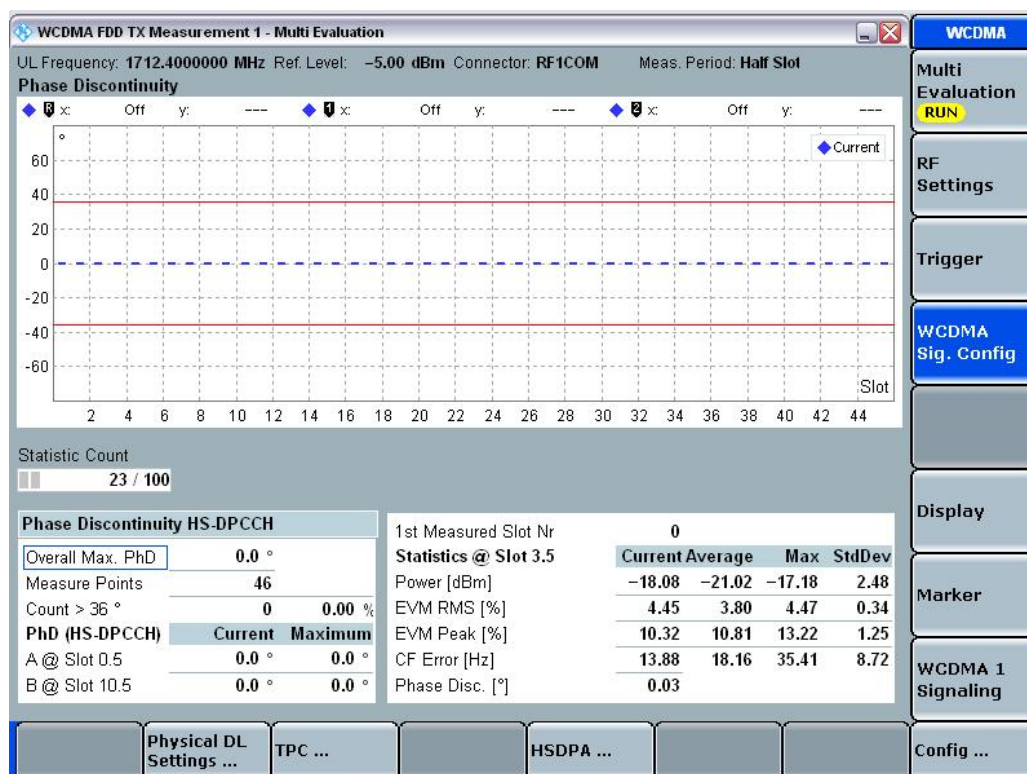 WCDMA FDD TX Measurement 1 - Multi Evaluation
WCDMA
UL Frequency: 1712.4000000 MHz Ref. Level: −5.00 dBm Connector: RF1COM Meas. Period: Half Slot
Phase Discontinuity
R x: Off y: --- 1 x: Off y: --- 2 x: Off y: ---
°
Current
60
40
20
0
-20
-40
-60
Slot
2 4 6 8 10 12 14 16 18 20 22 24 26 28 30 32 34 36 38 40 42 44
Statistic Count
23 / 100
Phase Discontinuity HS-DPCCH
Overall Max. PhD 0.0 °
Measure Points 46
Count > 36 ° 0 0.00 %
PhD (HS-DPCCH) Current Maximum
A @ Slot 0.5 0.0 ° 0.0 °
B @ Slot 10.5 0.0 ° 0.0 °
1st Measured Slot Nr 0
Statistics @ Slot 3.5 Current Average Max StdDev
Power [dBm] −18.08 −21.02 −17.18 2.48
EVM RMS [%] 4.45 3.80 4.47 0.34
EVM Peak [%] 10.32 10.81 13.22 1.25
CF Error [Hz] 13.88 18.16 35.41 8.72
Phase Disc. [°] 0.03
Multi
Evaluation
RUN
RF
Settings
Trigger
WCDMA
Sig. Config
Display
Marker
WCDMA 1
Signaling
Physical DL
Settings ...
TPC ...
HSDPA ...
Config ...